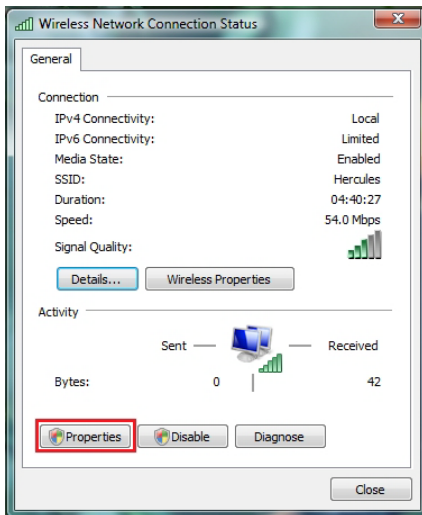 Wireless Network Connection Status
General
Connection
IPv4 Connectivity: Local
IPv6 Connectivity: Limited
Media State: Enabled
SSID: Hercules
Duration: 04:40:27
Speed: 54.0 Mbps
Signal Quality:
Details... Wireless Properties
Activity
Sent Received
Bytes: 0 42
Properties Disable Diagnose
Close